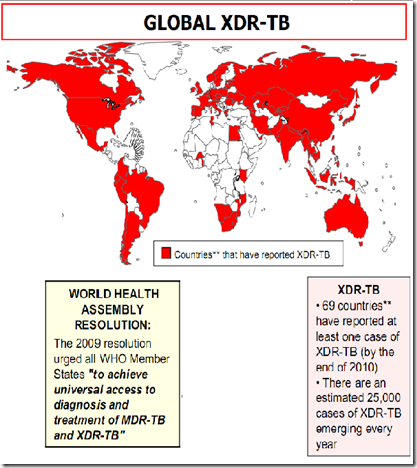 GLOBAL XDR-TB
Countries** that have reported XDR-TB
WORLD HEALTH
ASSEMBLY
RESOLUTION:
The 2009 resolution
urged all WHO Member
States "to achieve
universal access to
diagnosis and
treatment of MDR-TB
and XDR-TB"
XDR-TB
• 69 countries**
have reported at
least one case of
XDR-TB (by the
end of 2010)
• There are an
estimated 25,000
cases of XDR-TB
emerging every
year